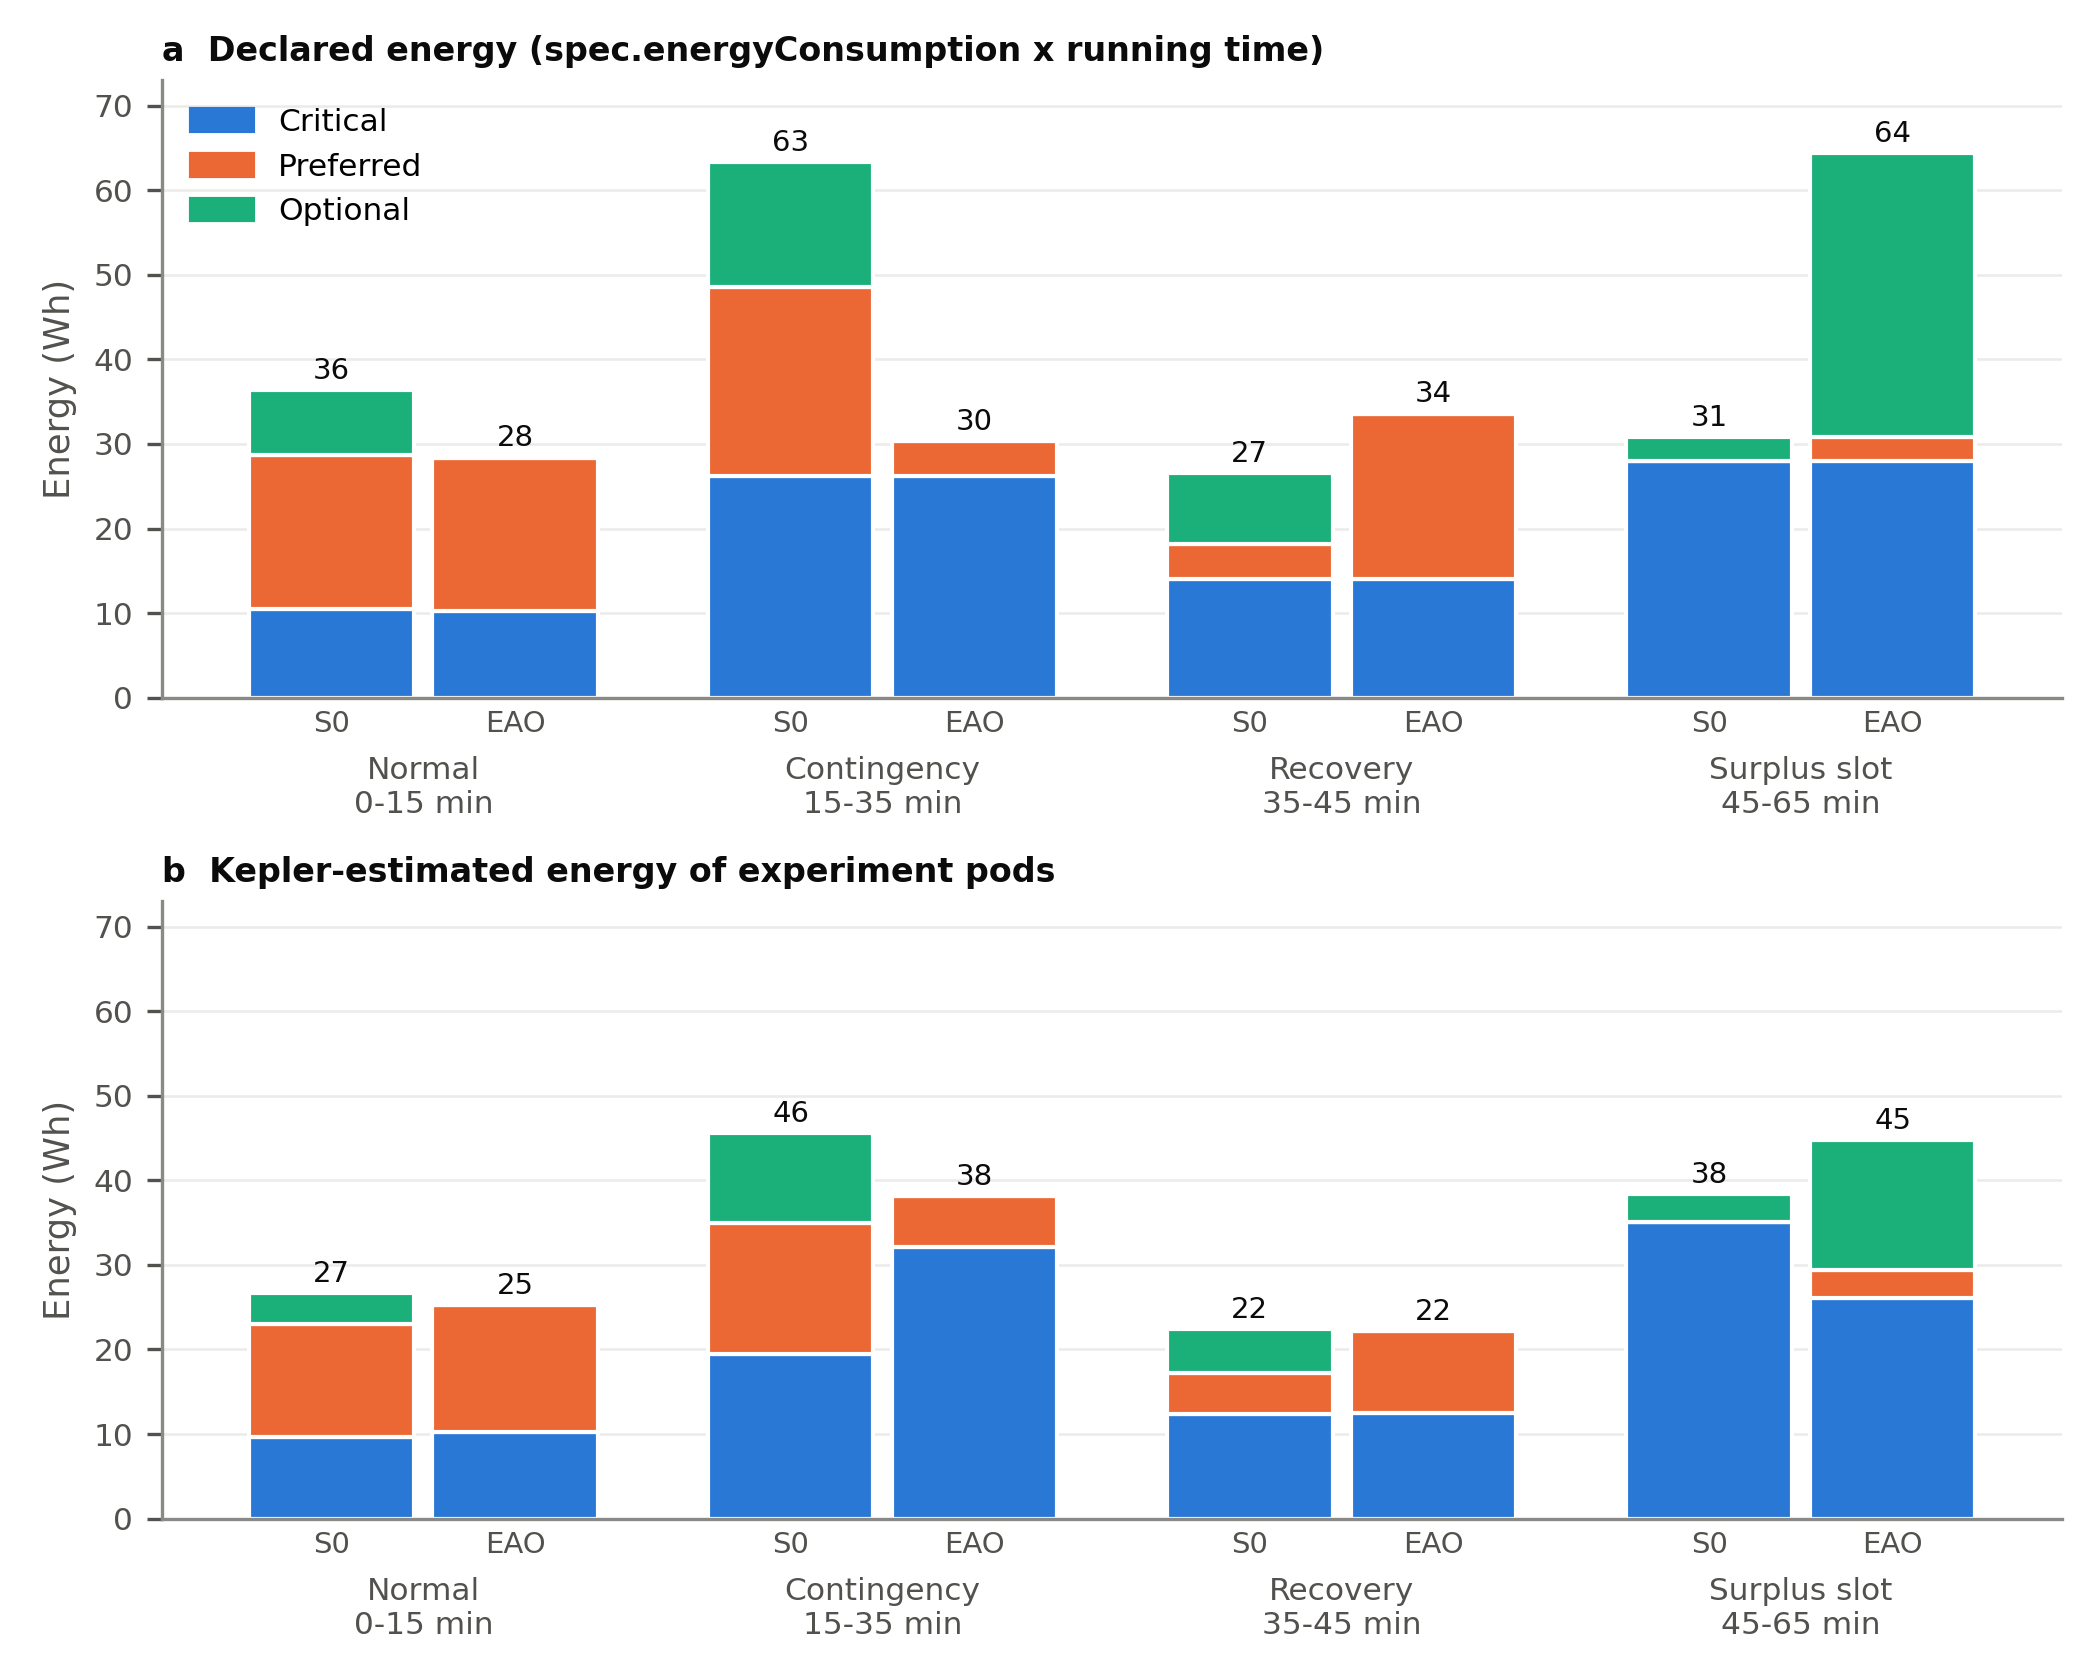 a  Declared energy (spec.energyConsumption x running time)
Energy (Wh)
70
60
50
40
30
20
10
0
Critical
Preferred
Optional
36
28
63
30
27
34
31
64
S0 EAO S0 EAO S0 EAO S0 EAO
Normal Contingency Recovery Surplus slot
0-15 min 15-35 min 35-45 min 45-65 min
b  Kepler-estimated energy of experiment pods
Energy (Wh)
70
60
50
40
30
20
10
0
27
25
46
38
22
22
38
45
S0 EAO S0 EAO S0 EAO S0 EAO
Normal Contingency Recovery Surplus slot
0-15 min 15-35 min 35-45 min 45-65 min